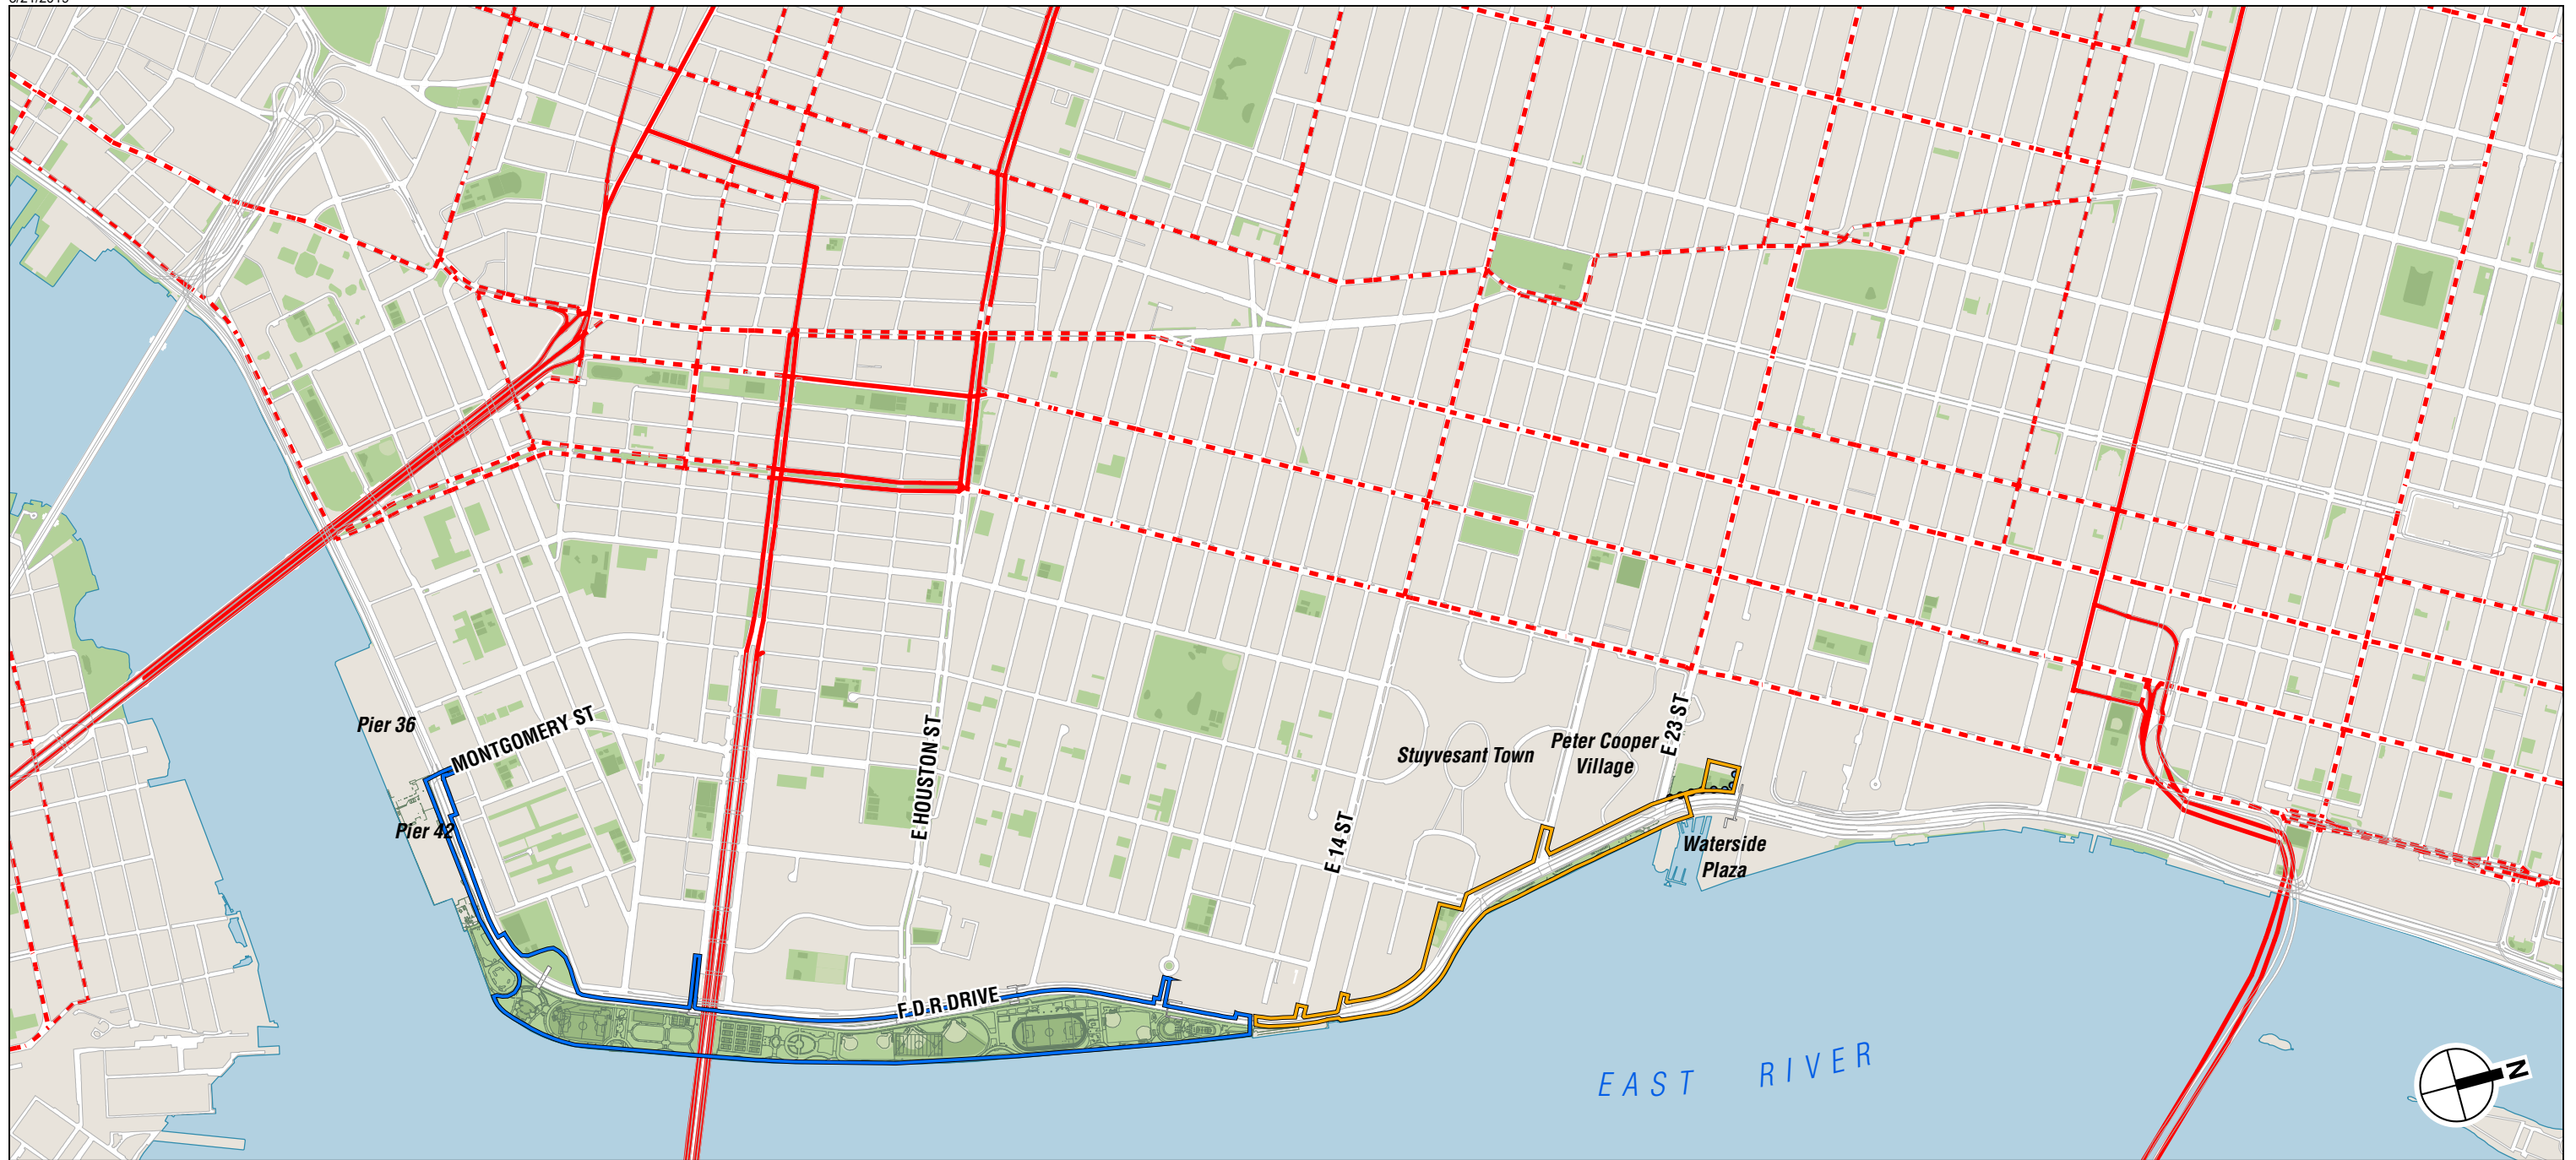 Pier 36
MONTGOMERY ST
Pier 42
E HOUSTON ST
F D R DRIVE
E 14 ST
Stuyvesant Town
Peter Cooper
Village
E 23 ST
Waterside
Plaza
EAST RIVER
N